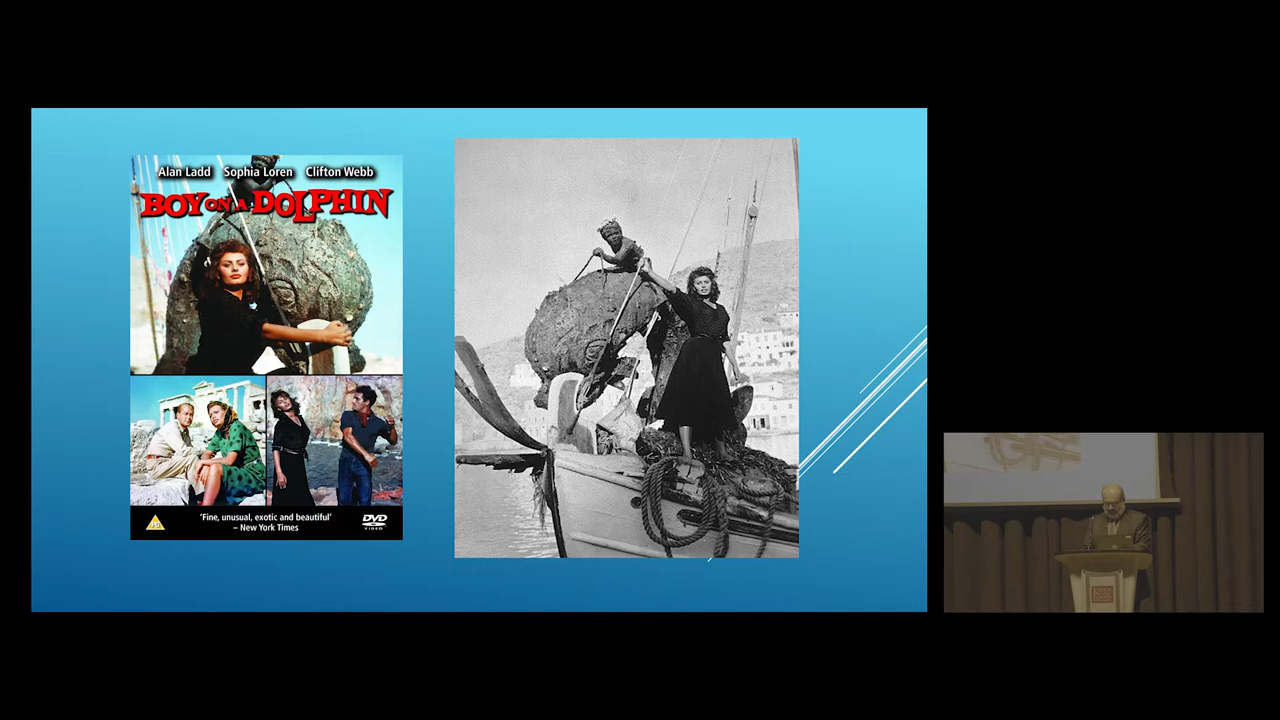 Alan Ladd Sophia Loren Clifton Webb
BOY ON A DOLPHIN
PG
'Fine, unusual, exotic and beautiful'
– New York Times
DVD
VIDEO